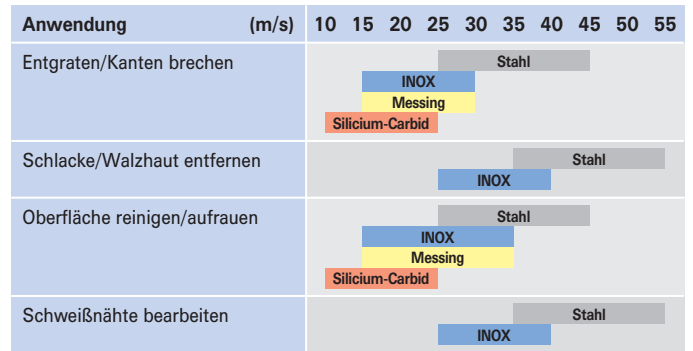 Anwendung (m/s) 10 15 20 25 30 35 40 45 50 55
Entgraten/Kanten brechen Stahl
INOX
Messing
Silicium-Carbid
Schlacke/Walzhaut entfernen Stahl
INOX
Oberfläche reinigen/aufrauen Stahl
INOX
Messing
Silicium-Carbid
Schweißnähte bearbeiten Stahl
INOX